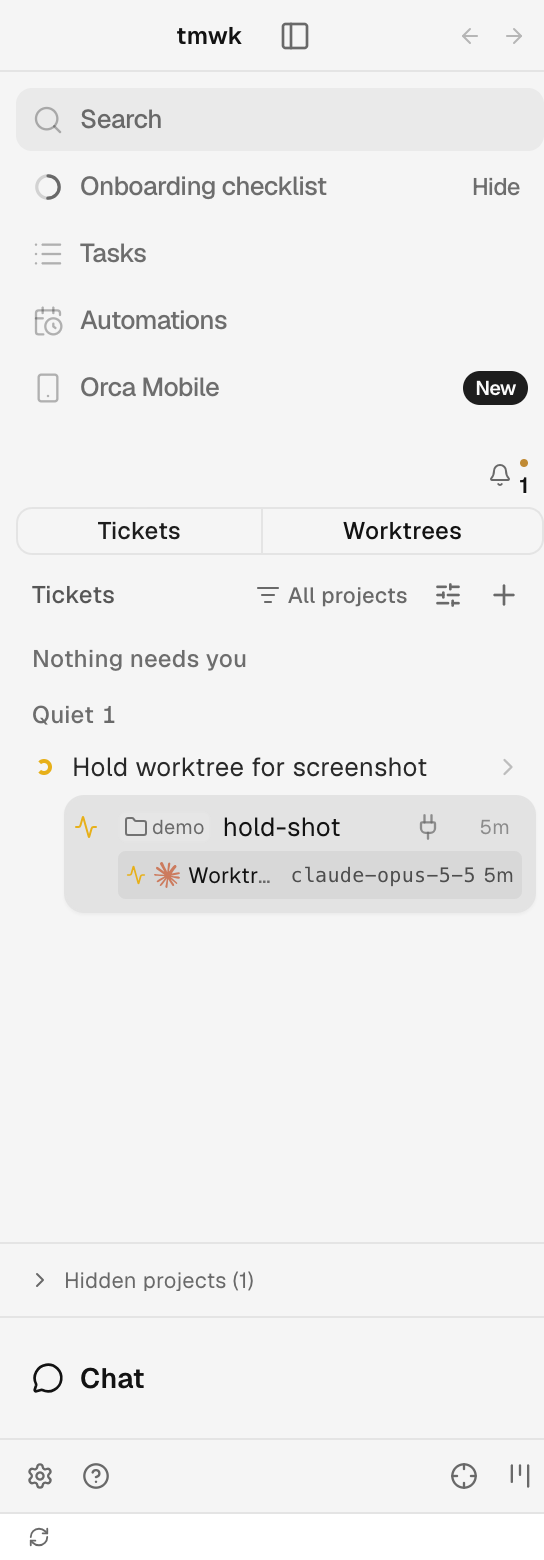 tmwk
Search
Onboarding checklist Hide
Tasks
Automations
Orca Mobile New
1
Tickets Worktrees
Tickets All projects
Nothing needs you
Quiet 1
Hold worktree for screenshot
demo hold-shot 5m
Worktr... claude-opus-5-5 5m
Hidden projects (1)
Chat